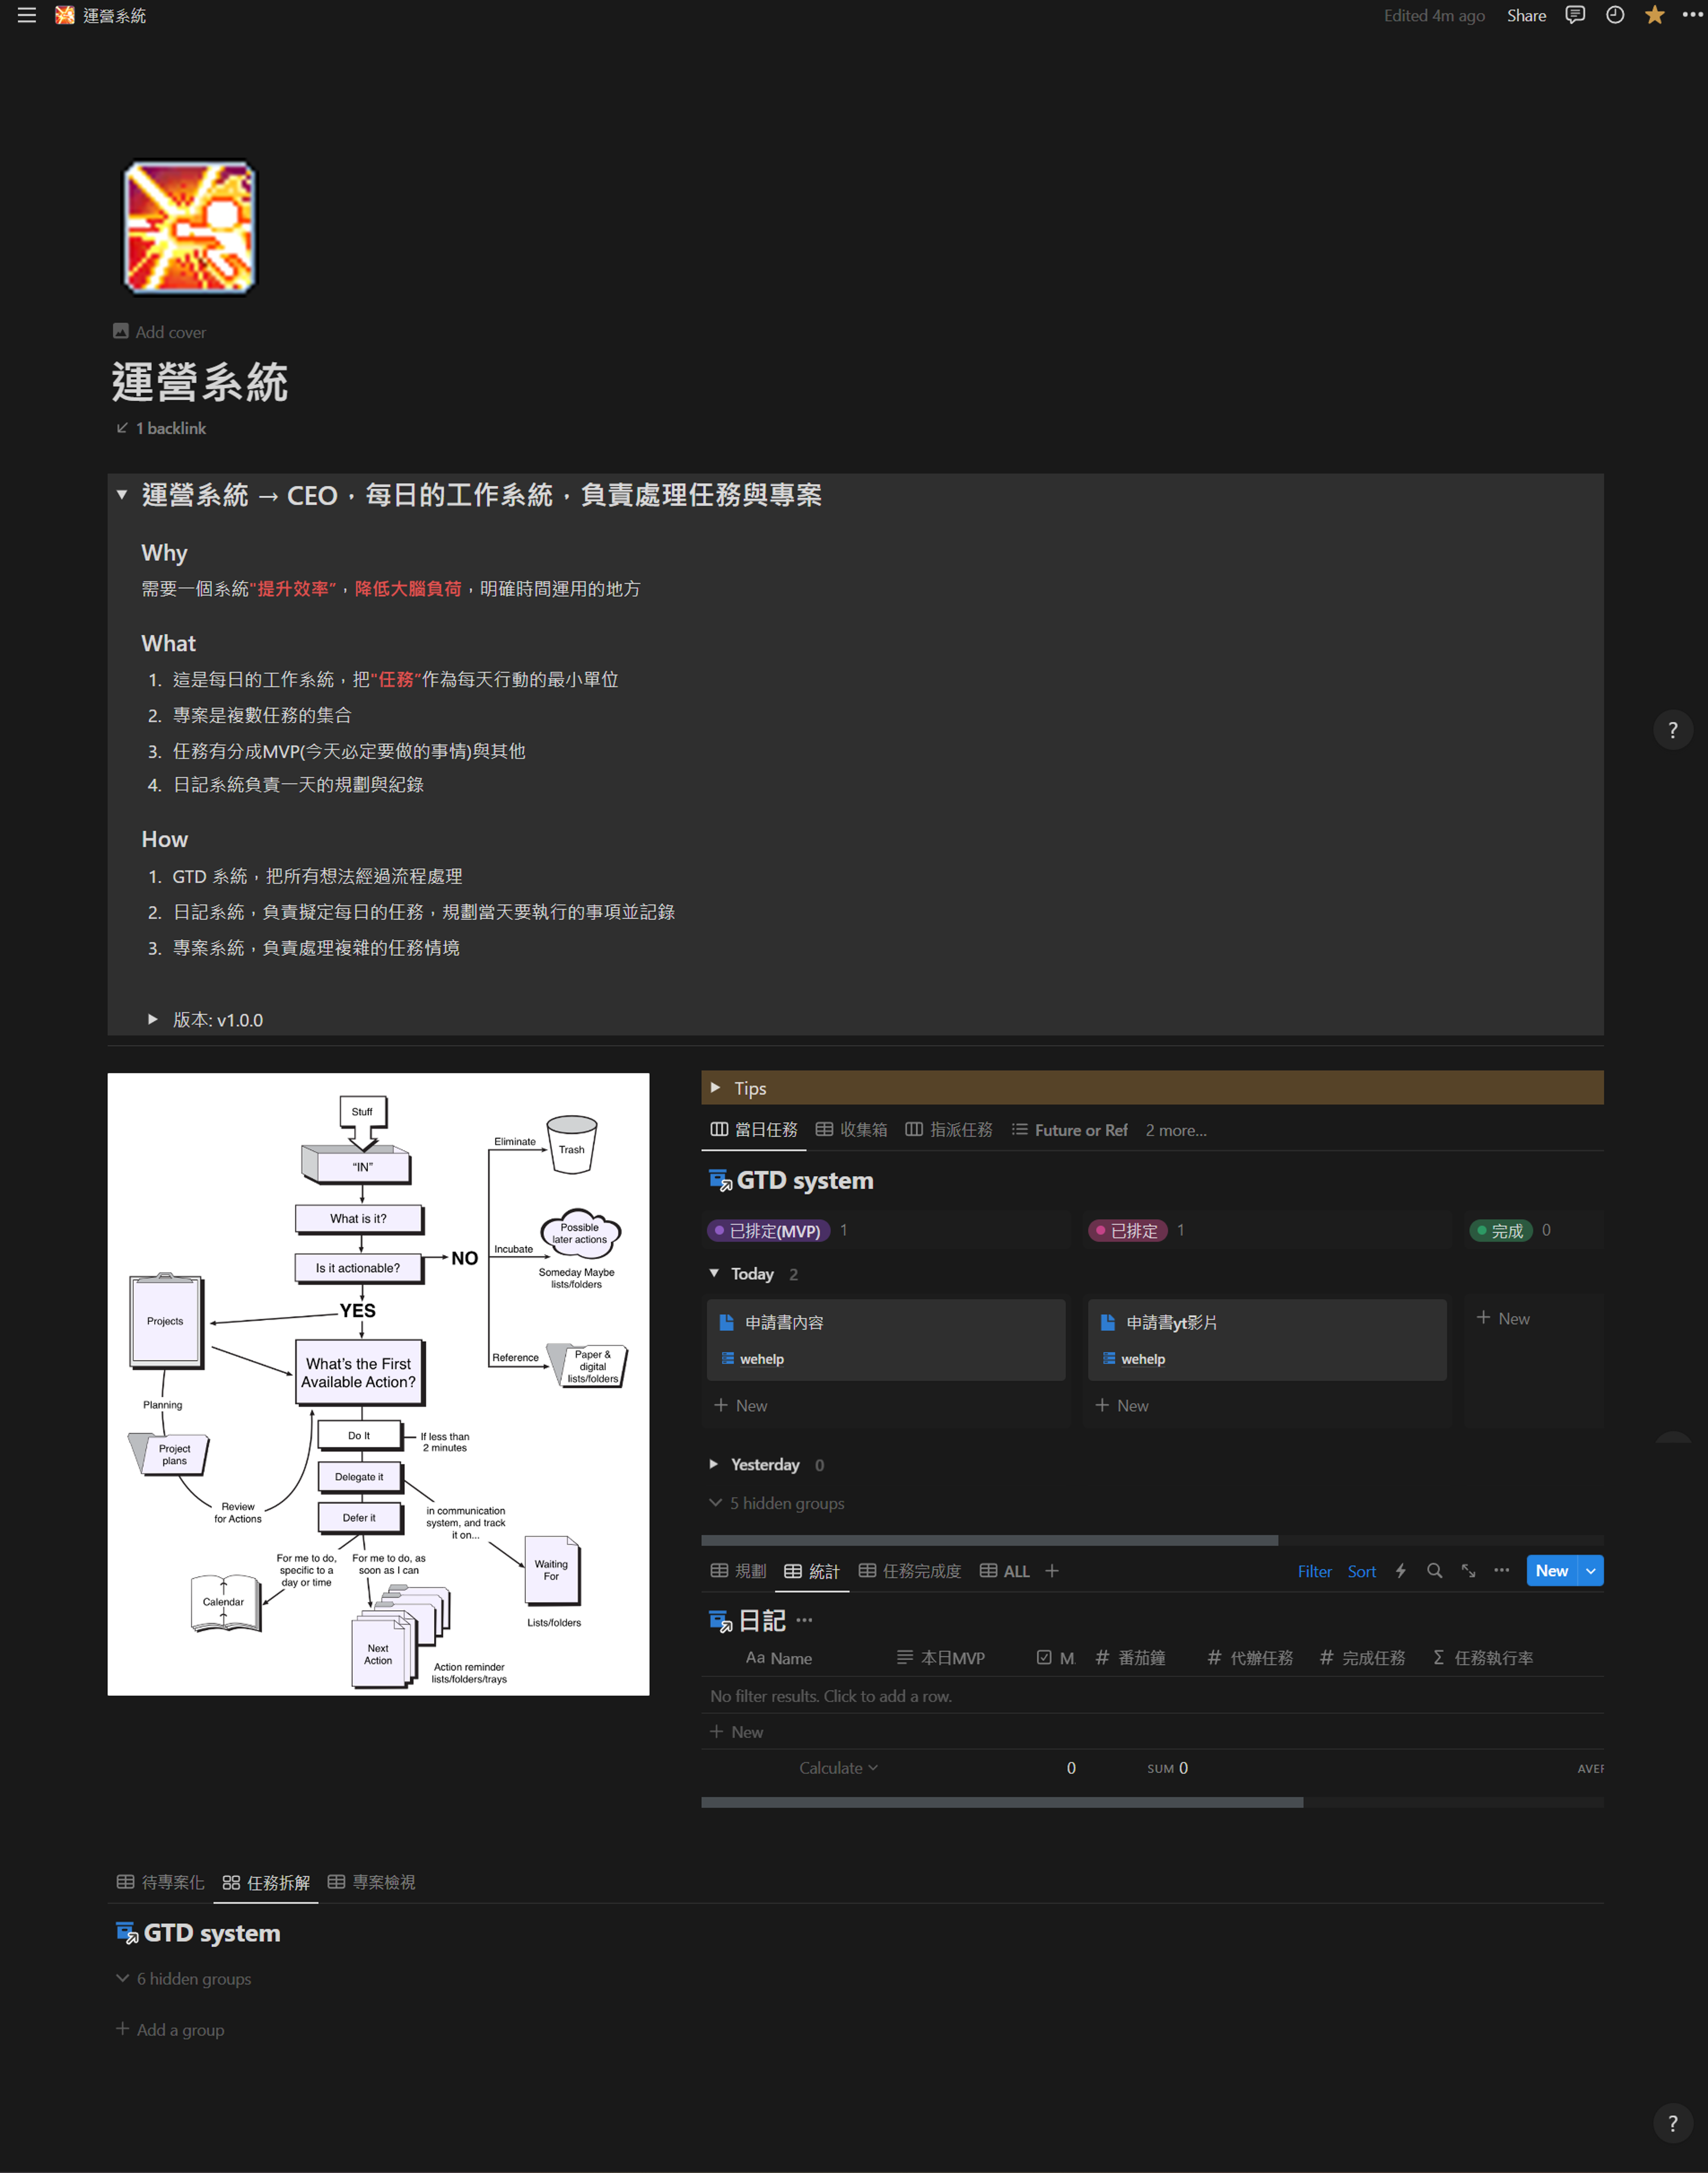 運營系統
Edited 4m ago
Share
Add cover
運營系統
1 backlink
運營系統 → CEO，每日的工作系統，負責處理任務與專案
Why
需要一個系統"提升效率"，降低大腦負荷，明確時間運用的地方
What
1. 這是每日的工作系統，把"任務"作為每天行動的最小單位
2. 專案是複數任務的集合
3. 任務有分成MVP(今天必定要做的事情)與其他
4. 日記系統負責一天的規劃與紀錄
How
1. GTD 系統，把所有想法經過流程處理
2. 日記系統，負責擬定每日的任務，規劃當天要執行的事項並記錄
3. 專案系統，負責處理複雜的任務情境
版本: v1.0.0
Stuff
"IN"
What is it?
Is it actionable?
NO
YES
Eliminate
Trash
Incubate
Possible
later actions
Someday Maybe
lists/folders
Reference
Paper &
digital
lists/folders
Projects
Planning
Project
plans
Review
for Actions
What's the First
Available Action?
Do It
If less than
2 minutes
Delegate it
Defer it
in communication
system, and track
it on...
Waiting
For
Lists/folders
For me to do,
specific to a
day or time
Calendar
For me to do, as
soon as I can
Next
Action
Action reminder
lists/folders/trays
Tips
當日任務 收集箱 指派任務 Future or Ref 2 more...
GTD system
已排定(MVP) 1 已排定 1 完成 0
Today 2
申請書內容
wehelp
New
申請書yt影片
wehelp
New
New
Yesterday 0
5 hidden groups
規劃 統計 任務完成度 ALL
Filter Sort New
日記
Aa Name 本日MVP M # 番茄鐘 # 代辦任務 # 完成任務 Σ 任務執行率
No filter results. Click to add a row.
New
Calculate 0 SUM 0 AVER
待專案化 任務拆解 專案檢視
GTD system
6 hidden groups
Add a group
?
?